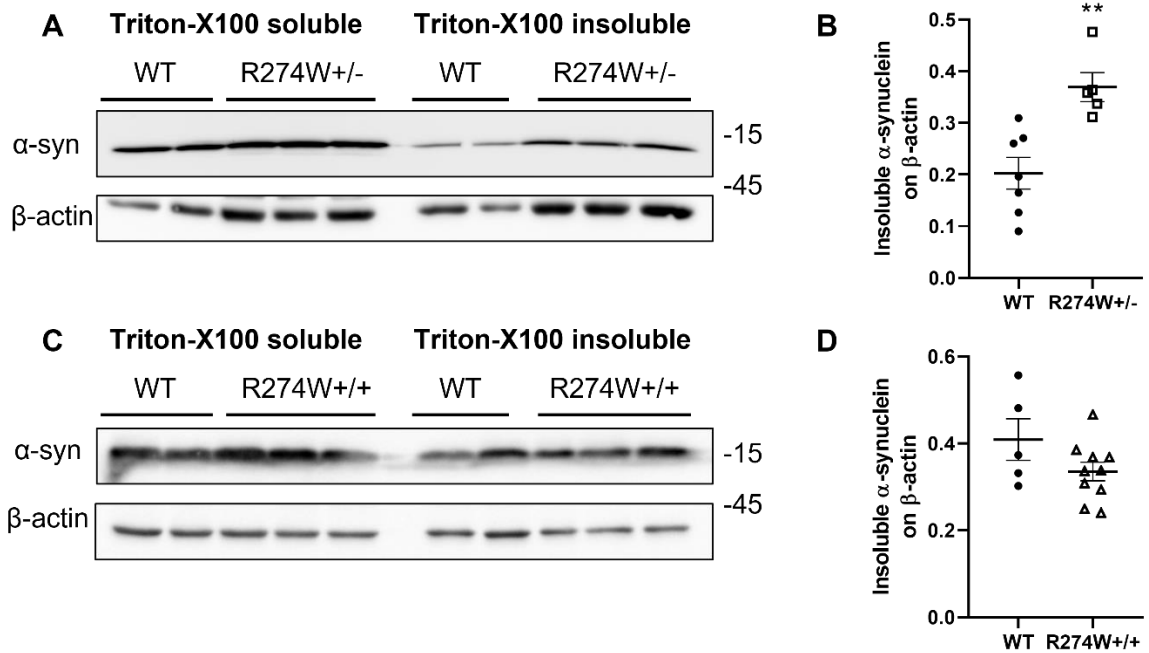 A
Triton-X100 soluble Triton-X100 insoluble
WT R274W+/- WT R274W+/-
α-syn
-15
-45
β-actin
B
**
Insoluble α-synuclein
on β-actin
0.5
0.4
0.3
0.2
0.1
0.0
WT R274W+/-
C
Triton-X100 soluble Triton-X100 insoluble
WT R274W+/+ WT R274W+/+
α-syn
-15
-45
β-actin
D
Insoluble α-synuclein
on β-actin
0.6
0.4
0.2
0.0
WT R274W+/+